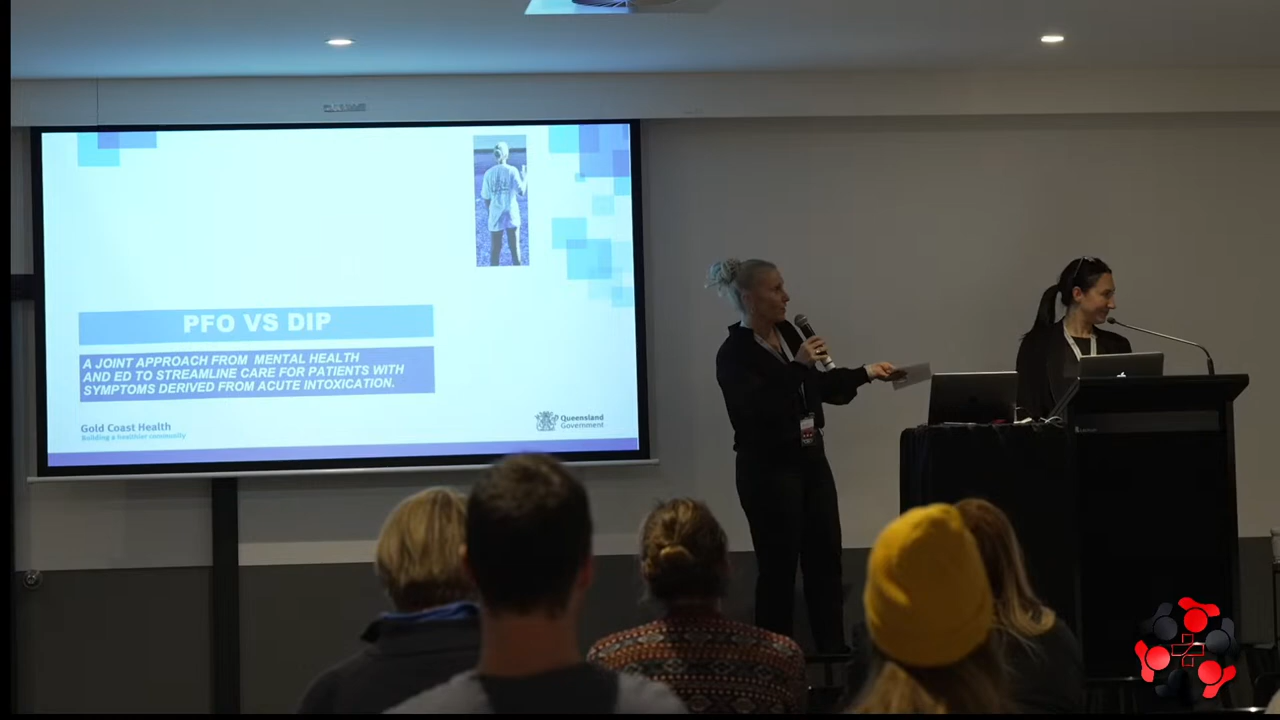 PFO VS DIP
A JOINT APPROACH FROM MENTAL HEALTH
AND ED TO STREAMLINE CARE FOR PATIENTS WITH
SYMPTOMS DERIVED FROM ACUTE INTOXICATION.
Gold Coast Health
Building a healthier community
Queensland
Government